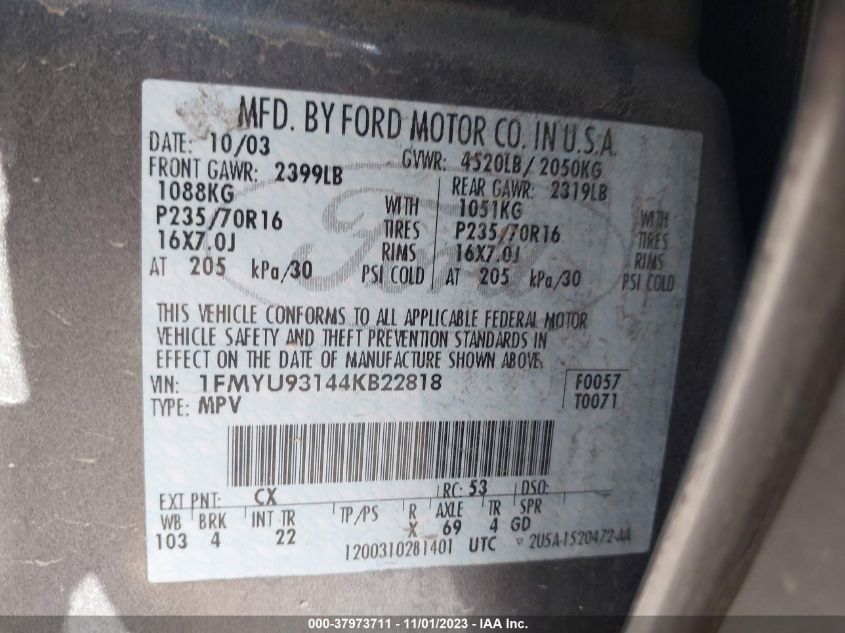 MFD. BY FORD MOTOR CO. IN U.S.A.
DATE: 10/03 GVWR: 4520LB/2050KG
FRONT GAWR: 2399LB REAR GAWR: 2319LB
1088KG WITH 1051KG WITH
P235/70R16 TIRES P235/70R16 TIRES
16X7.0J RIMS 16X7.0J RIMS
AT 205 kPa/30 PSI COLD AT 205 kPa/30 PSI COLD
Ford
THIS VEHICLE CONFORMS TO ALL APPLICABLE FEDERAL MOTOR
VEHICLE SAFETY AND THEFT PREVENTION STANDARDS IN
EFFECT ON THE DATE OF MANUFACTURE SHOWN ABOVE.
VIN: 1FMYU93144KB22818 F0057
TYPE: MPV T0071
EXT PNT: CX RC: 53 DSO:
WB BRK INT TR TP/PS R AXLE TR SPR
103 4 22 X 69 4 GD
1200310281401 UTC ▿ 2U5A-1520472-AA
000-37973711 - 11/01/2023 - IAA Inc.